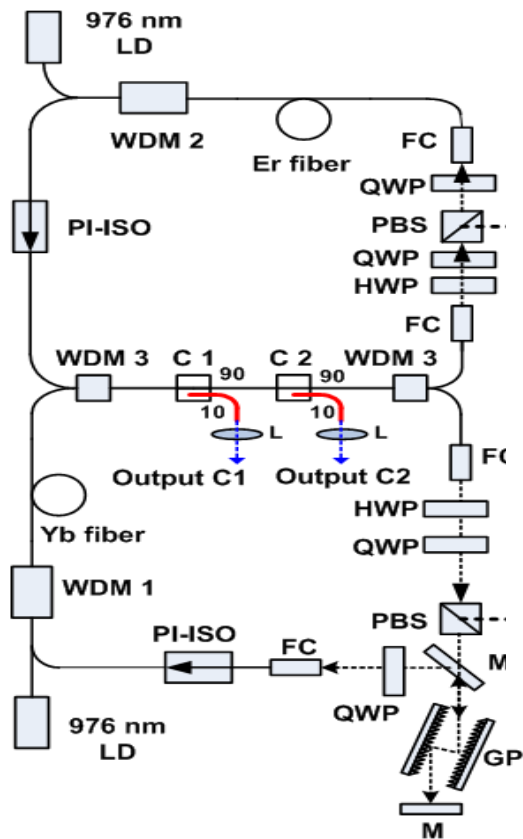 976 nm
LD
WDM 2
Er fiber
FC
QWP
PBS
QWP
HWP
FC
PI-ISO
WDM 3
C 1
90
C 2
90
WDM 3
10
L
10
L
Output C1
Output C2
FC
HWP
QWP
Yb fiber
WDM 1
PBS
PI-ISO
FC
M
QWP
GP
976 nm
LD
M